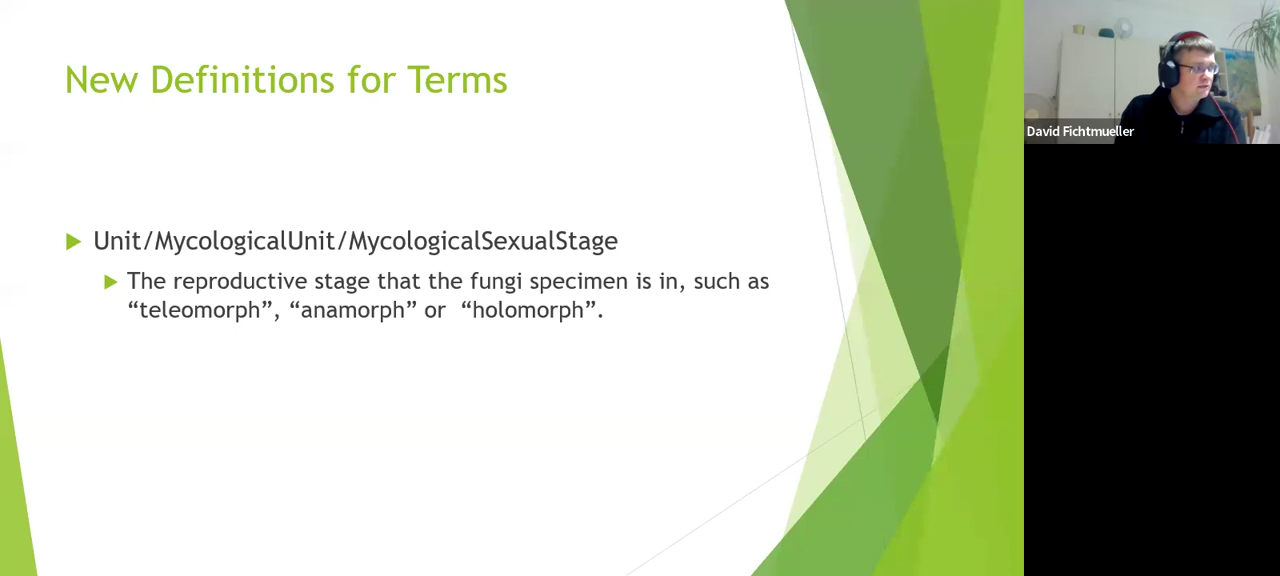 New Definitions for Terms
Unit/MycologicalUnit/MycologicalSexualStage
The reproductive stage that the fungi specimen is in, such as
“teleomorph”, “anamorph” or “holomorph”.
David Fichtmueller